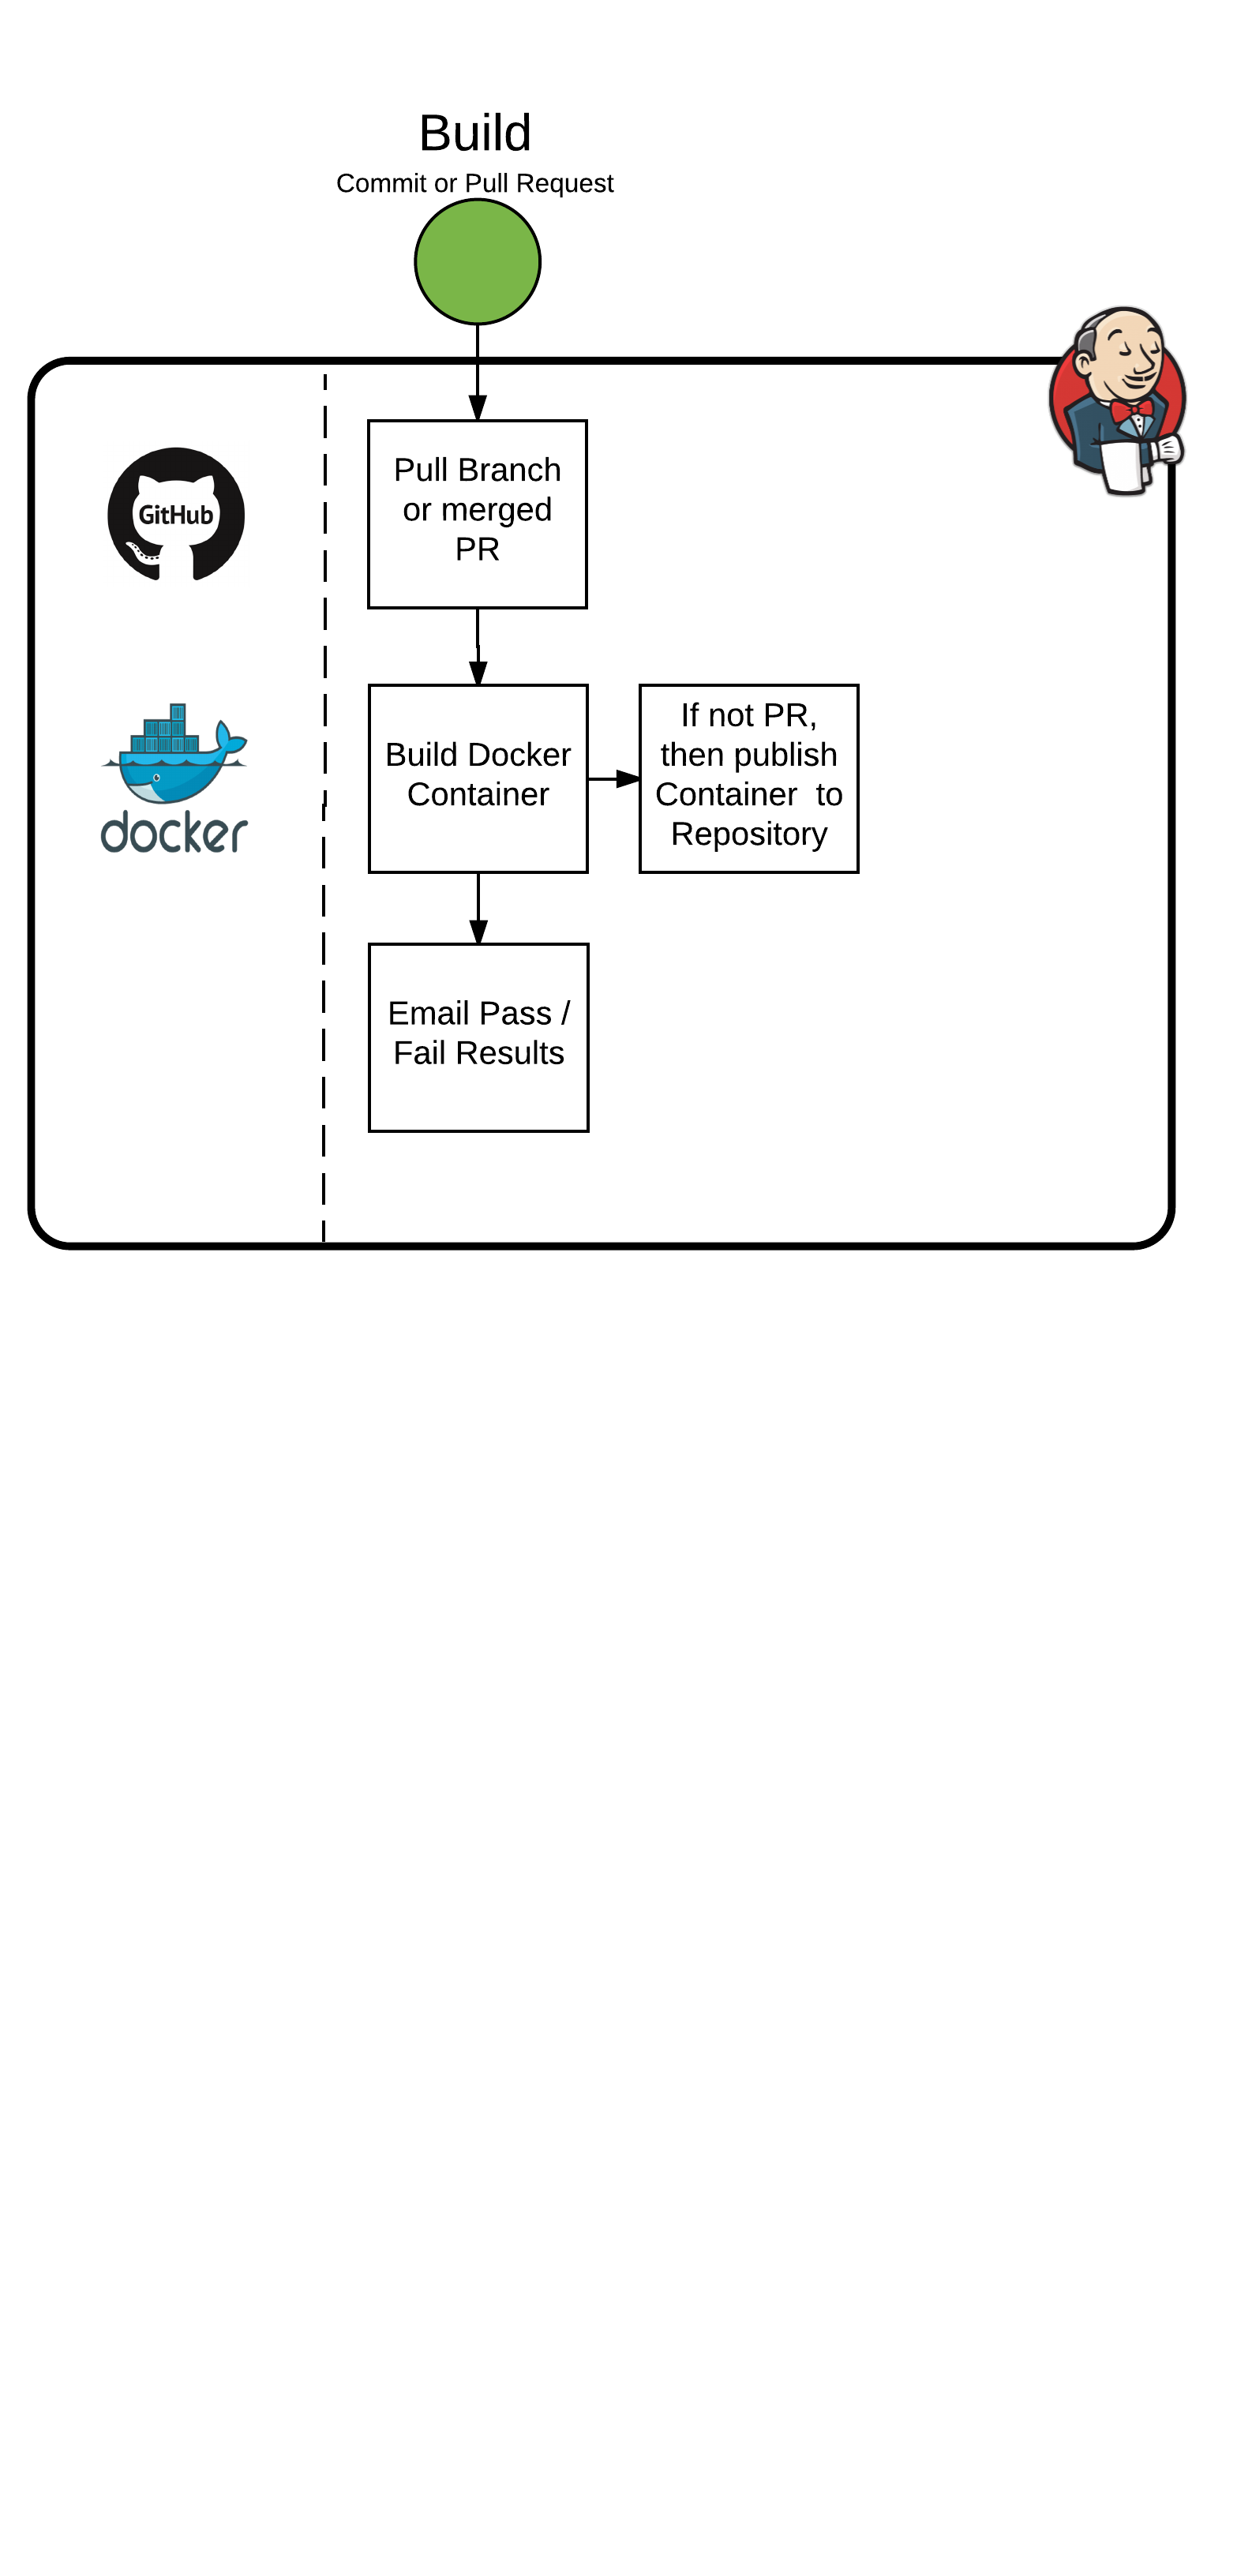 Build
Commit or Pull Request
GitHub
Pull Branch
or merged
PR
docker
Build Docker
Container
If not PR,
then publish
Container  to
Repository
Email Pass /
Fail Results